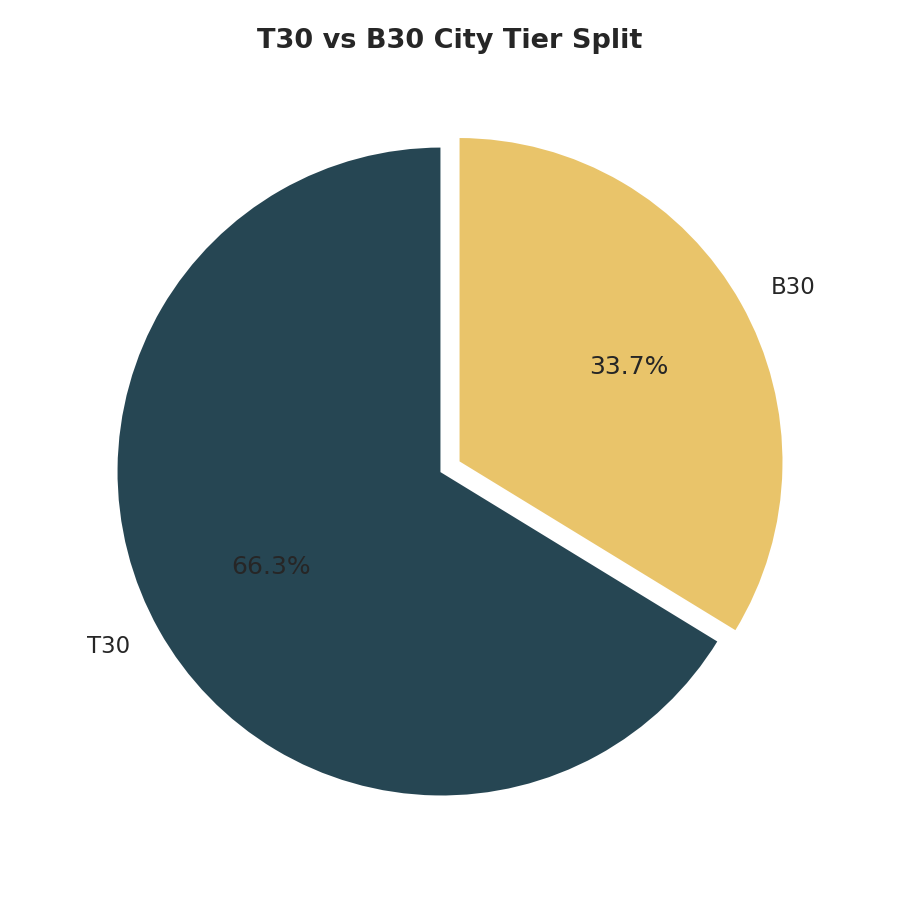 T30 vs B30 City Tier Split
B30
33.7%
66.3%
T30